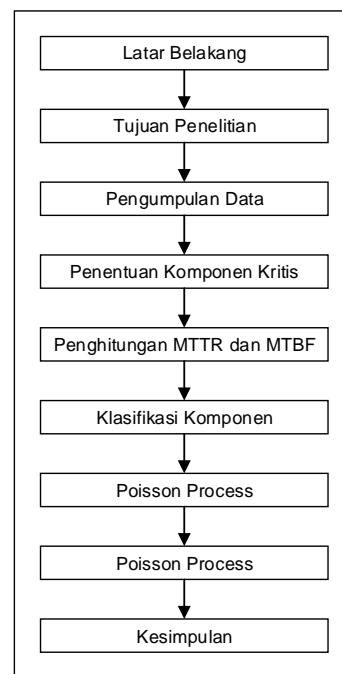 Latar Belakang
Tujuan Penelitian
Pengumpulan Data
Penentuan Komponen Kritis
Penghitungan MTTR dan MTBF
Klasifikasi Komponen
Poisson Process
Poisson Process
Kesimpulan